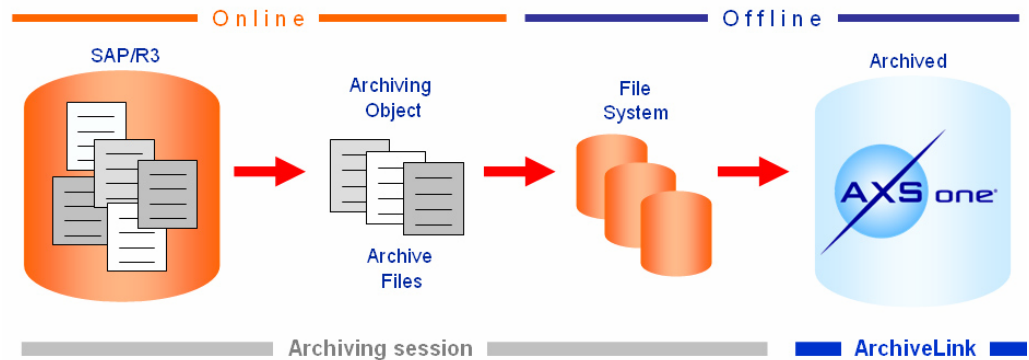 Online
Offline
SAP/R3
Archiving
Object
File
System
Archived
AXS one®
Archive
Files
Archiving session
ArchiveLink